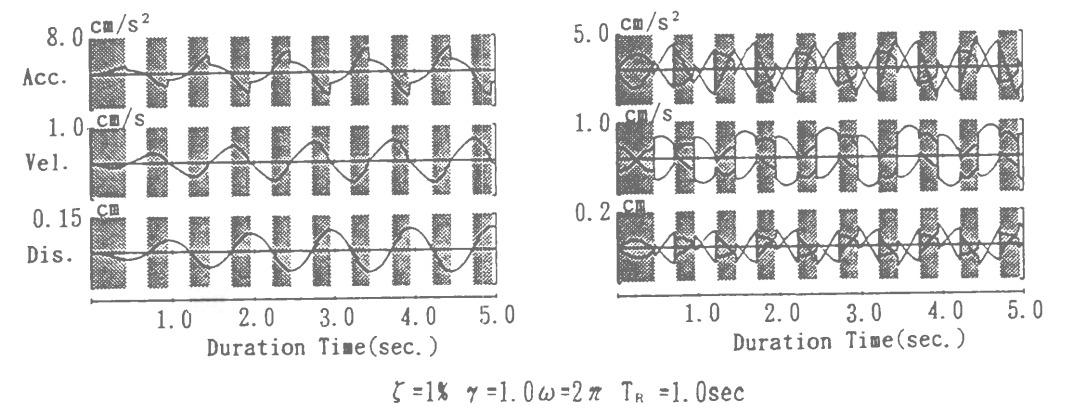 cm/s²
8.0
Acc.
cm/s
1.0
Vel.
cm
0.15
Dis.
1.0 2.0 3.0 4.0 5.0
Duration Time(sec.)
cm/s²
5.0
cm/s
1.0
cm
0.2
1.0 2.0 3.0 4.0 5.0
Duration Time(sec.)
ζ=1% γ=1.0 ω=2π T_R=1.0sec